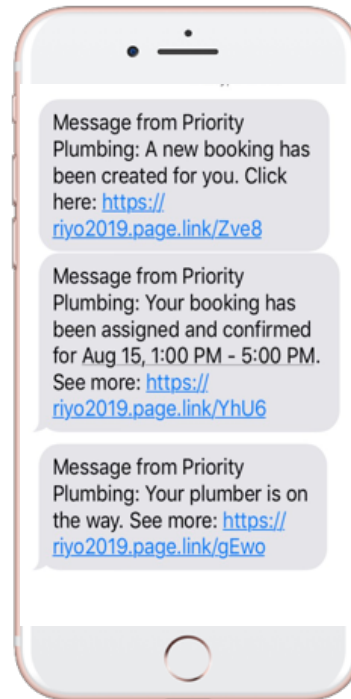 Message from Priority
Plumbing: A new booking has
been created for you. Click
here: https://
riyo2019.page.link/Zve8
Message from Priority
Plumbing: Your booking has
been assigned and confirmed
for Aug 15, 1:00 PM - 5:00 PM.
See more: https://
riyo2019.page.link/YhU6
Message from Priority
Plumbing: Your plumber is on
the way. See more: https://
riyo2019.page.link/gEwo